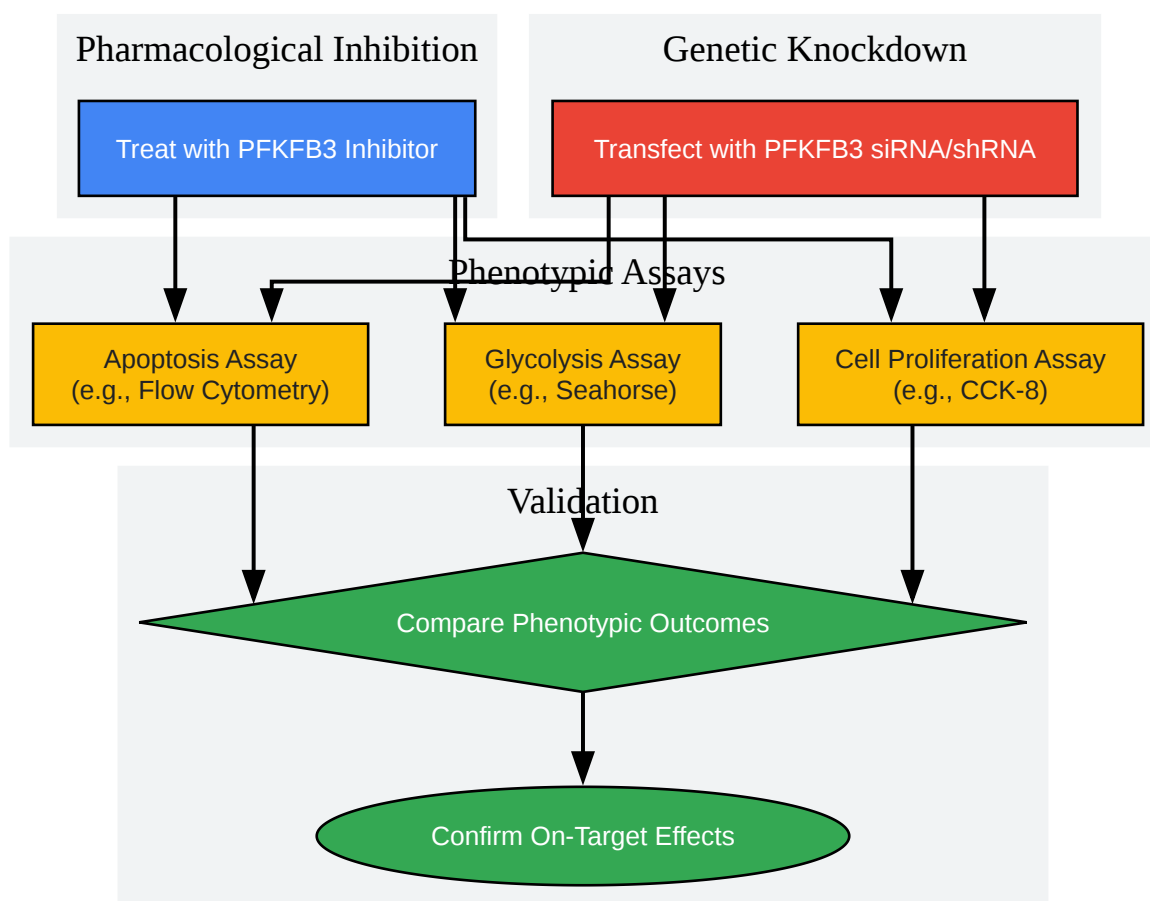 Pharmacological Inhibition
Genetic Knockdown
Treat with PFKFB3 Inhibitor
Transfect with PFKFB3 siRNA/shRNA
Phenotypic Assays
Apoptosis Assay
(e.g., Flow Cytometry)
Glycolysis Assay
(e.g., Seahorse)
Cell Proliferation Assay
(e.g., CCK-8)
Validation
Compare Phenotypic Outcomes
Confirm On-Target Effects